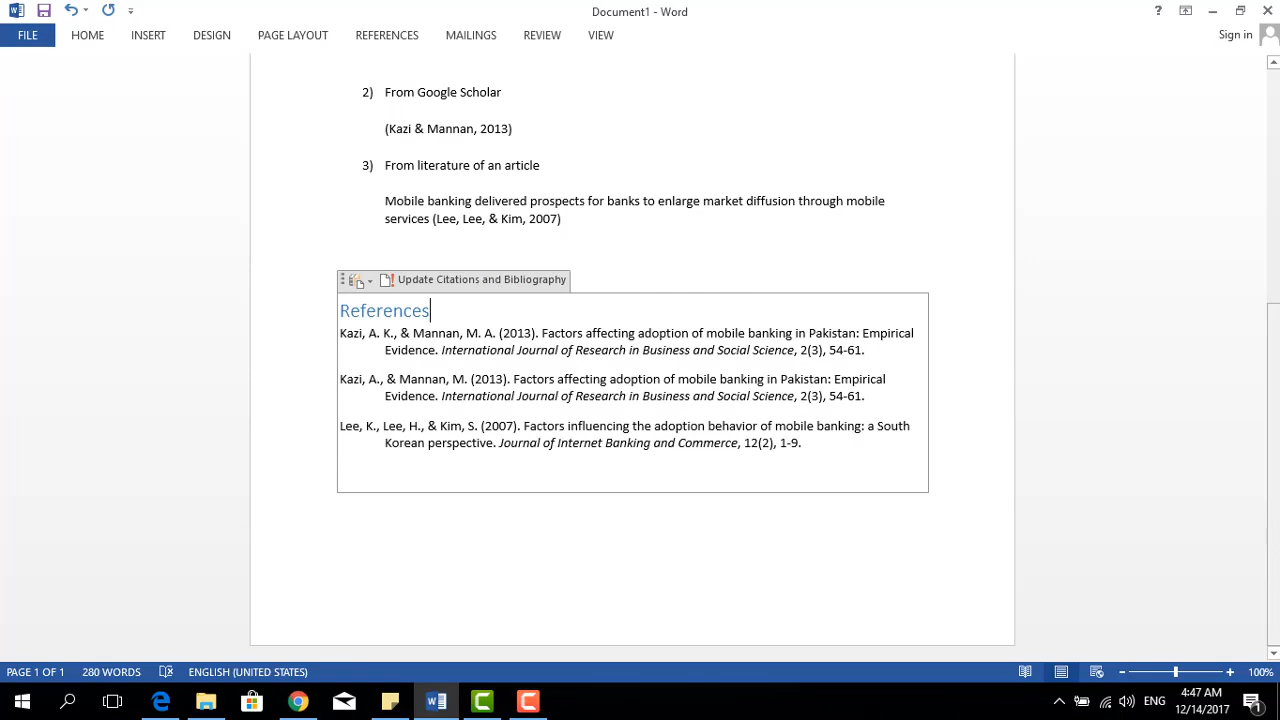 Document1 - Word
?
FILE HOME INSERT DESIGN PAGE LAYOUT REFERENCES MAILINGS REVIEW VIEW Sign in
2) From Google Scholar
(Kazi & Mannan, 2013)
3) From literature of an article
Mobile banking delivered prospects for banks to enlarge market diffusion through mobile
services (Lee, Lee, & Kim, 2007)
Update Citations and Bibliography
References
Kazi, A. K., & Mannan, M. A. (2013). Factors affecting adoption of mobile banking in Pakistan: Empirical
Evidence. International Journal of Research in Business and Social Science, 2(3), 54-61.
Kazi, A., & Mannan, M. (2013). Factors affecting adoption of mobile banking in Pakistan: Empirical
Evidence. International Journal of Research in Business and Social Science, 2(3), 54-61.
Lee, K., Lee, H., & Kim, S. (2007). Factors influencing the adoption behavior of mobile banking: a South
Korean perspective. Journal of Internet Banking and Commerce, 12(2), 1-9.
PAGE 1 OF 1 280 WORDS ENGLISH (UNITED STATES) 100%
ENG 4:47 AM
12/14/2017 1